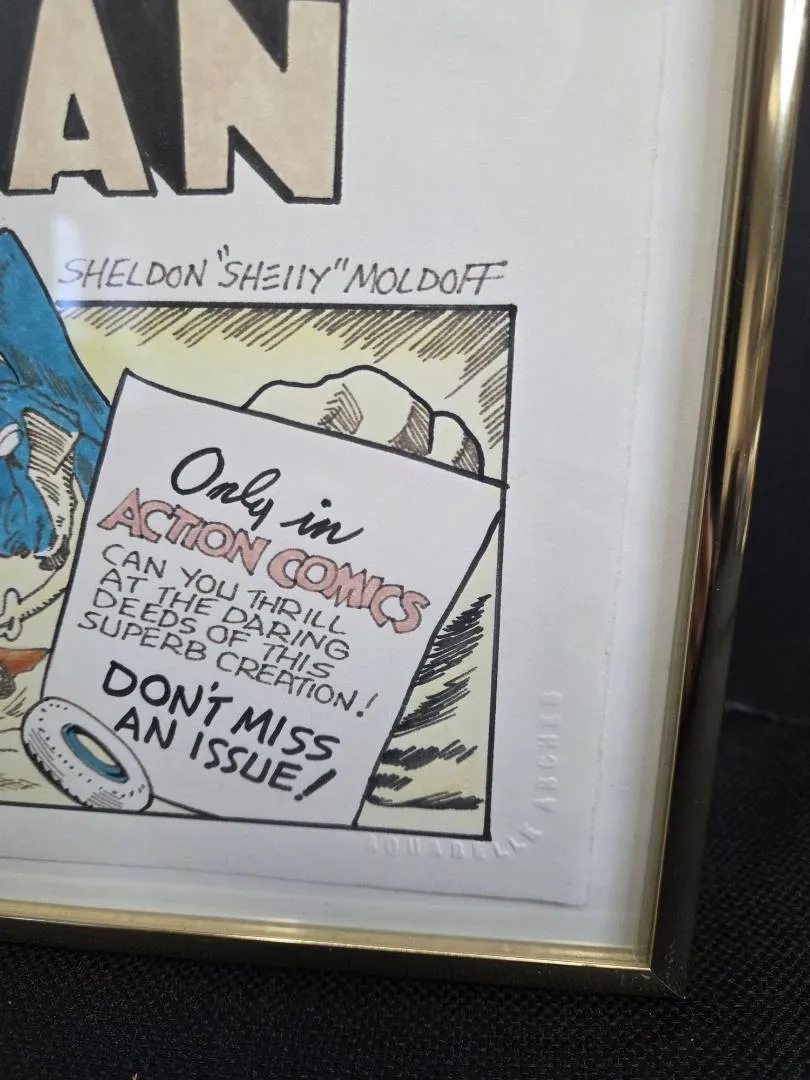 AN
SHELDON "SHEllY" MOLDOFF
Only in
ACTION COMICS
CAN YOU THRILL
AT THE DARING
DEEDS OF THIS
SUPERB CREATION!
DON'T MISS
AN ISSUE!
AQUARELLE ARCHES